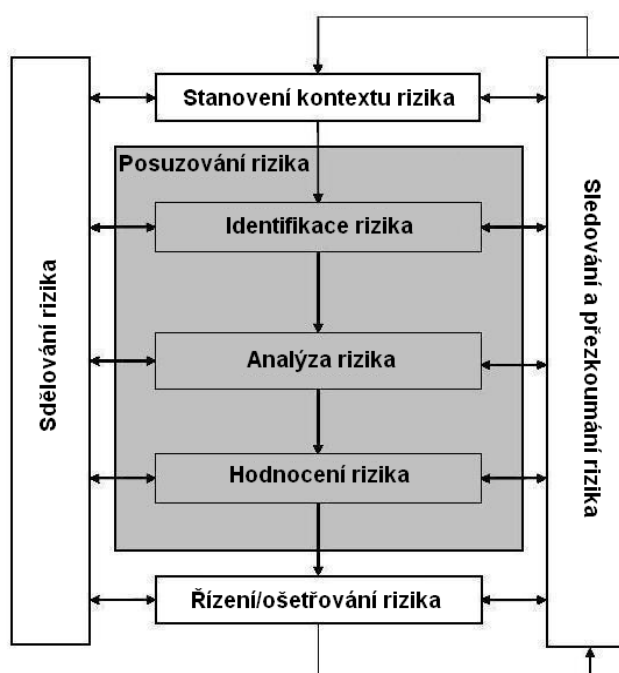 Stanovení kontextu rizika
Posuzování rizika
Identifikace rizika
Analýza rizika
Hodnocení rizika
Řízení/ošetřování rizika
Sdělování rizika
Sledování a přezkoumání rizika